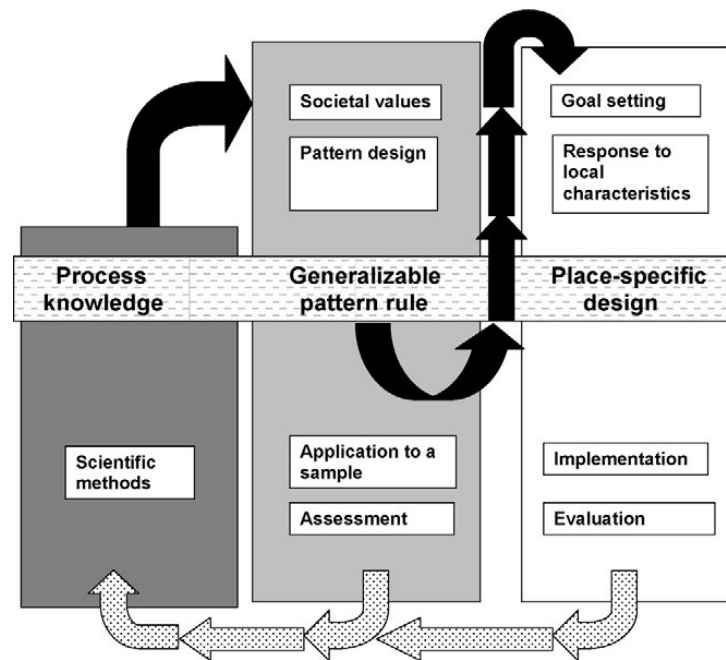 Societal values
Pattern design
Goal setting
Response to
local
characteristics
Process
knowledge
Generalizable
pattern rule
Place-specific
design
Scientific
methods
Application to a
sample
Assessment
Implementation
Evaluation